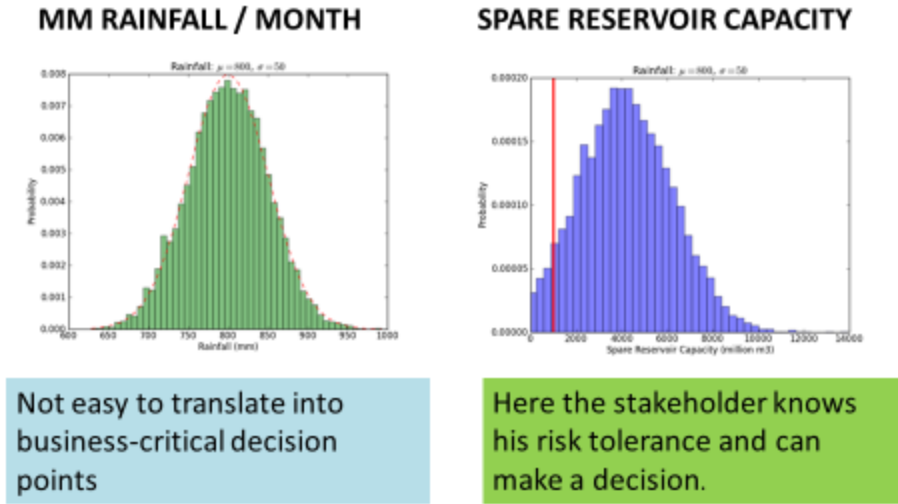 MM RAINFALL / MONTH
SPARE RESERVOIR CAPACITY
Rainfall: μ=800, σ=50
0.008
0.007
0.006
0.005
0.004
0.003
0.002
0.001
0.000
Probability
600 650 700 750 800 850 900 950 1000
Rainfall (mm)
Rainfall: μ=800, σ=50
0.00020
0.00015
0.00010
0.00005
0.00000
Probability
0 2000 4000 6000 8000 10000 12000 14000
Spare Reservoir Capacity (million m3)
Not easy to translate into
business-critical decision
points
Here the stakeholder knows
his risk tolerance and can
make a decision.